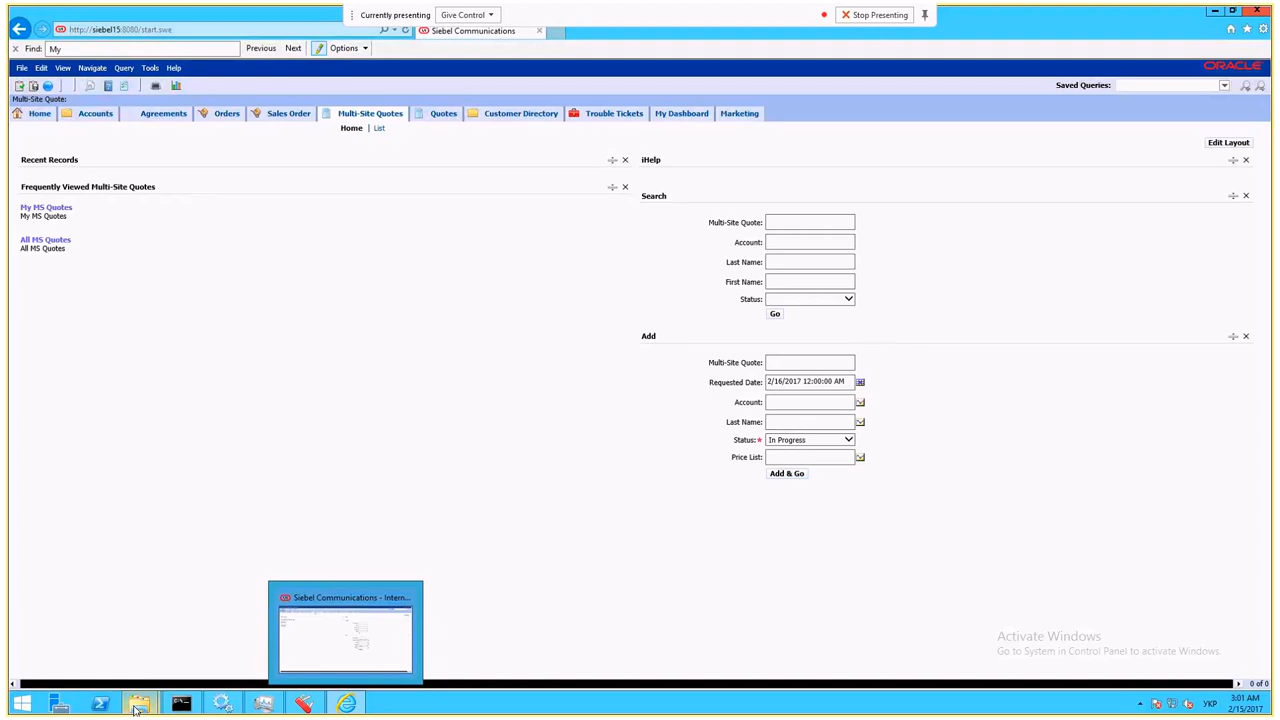 Currently presenting
Give Control
Stop Presenting
http://siebel15:8080/start.swe
Siebel Communications
Find: My
Previous Next Options
File Edit View Navigate Query Tools Help
ORACLE
Saved Queries:
Multi-Site Quote:
Home Accounts Agreements Orders Sales Order Multi-Site Quotes Quotes Customer Directory Trouble Tickets My Dashboard Marketing
Home | List
Edit Layout
Recent Records
iHelp
Frequently Viewed Multi-Site Quotes
My MS Quotes
My MS Quotes
All MS Quotes
All MS Quotes
Search
Multi-Site Quote:
Account:
Last Name:
First Name:
Status:
Go
Add
Multi-Site Quote:
Requested Date: 2/16/2017 12:00:00 AM
Account:
Last Name:
Status:* In Progress
Price List:
Add & Go
Siebel Communications - Intern...
Activate Windows
Go to System in Control Panel to activate Windows.
0 of 0
УКР
3:01 AM
2/15/2017